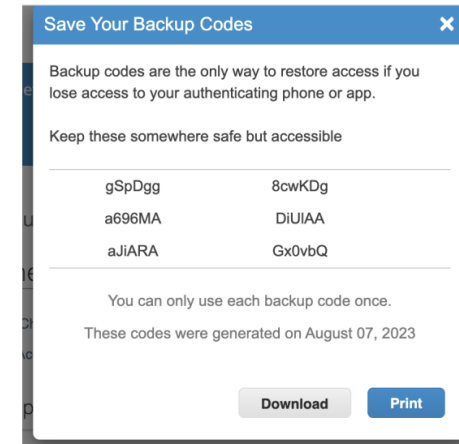 Save Your Backup Codes
Backup codes are the only way to restore access if you
lose access to your authenticating phone or app.
Keep these somewhere safe but accessible
gSpDgg 8cwKDg
a696MA DiUlAA
aJiARA Gx0vbQ
You can only use each backup code once.
These codes were generated on August 07, 2023
Download Print